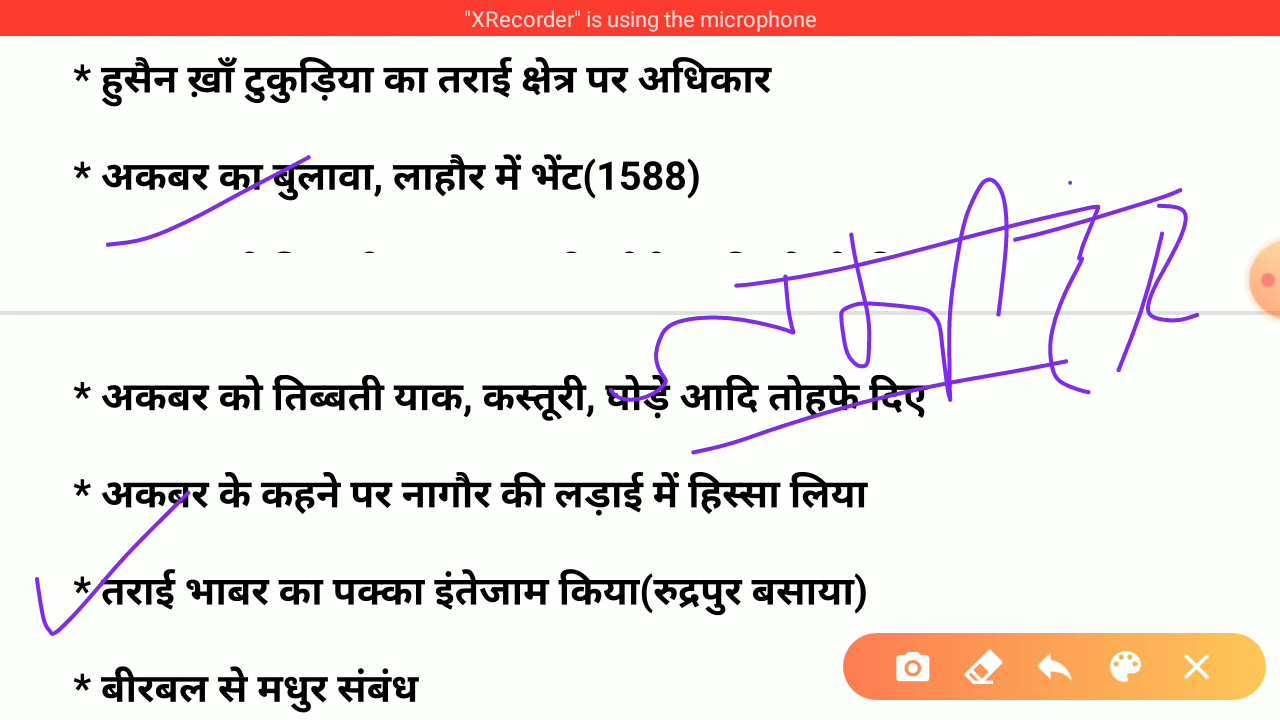 "XRecorder" is using the microphone
* हुसैन ख़ाँ टुकुड़िया का तराई क्षेत्र पर अधिकार
* अकबर का बुलावा, लाहौर में भेंट(1588)
* अकबर को तिब्बती याक, कस्तूरी, घोड़े आदि तोहफे दिए
* अकबर के कहने पर नागौर की लड़ाई में हिस्सा लिया
* तराई भाबर का पक्का इंतेजाम किया(रुद्रपुर बसाया)
* बीरबल से मधुर संबंध